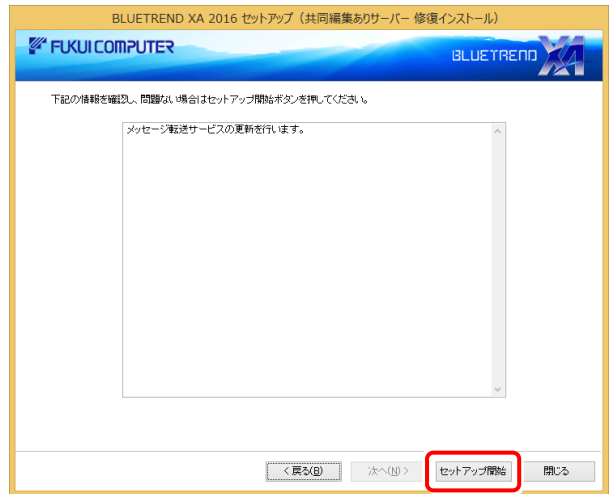 BLUETREND XA 2016 セットアップ（共同編集ありサーバー 修復インストール）
FUKUI COMPUTER
BLUETREND XA
下記の情報を確認し、問題ない場合はセットアップ開始ボタンを押してください。
メッセージ転送サービスの更新を行います。
< 戻る(B) 次へ(N) > セットアップ開始 閉じる